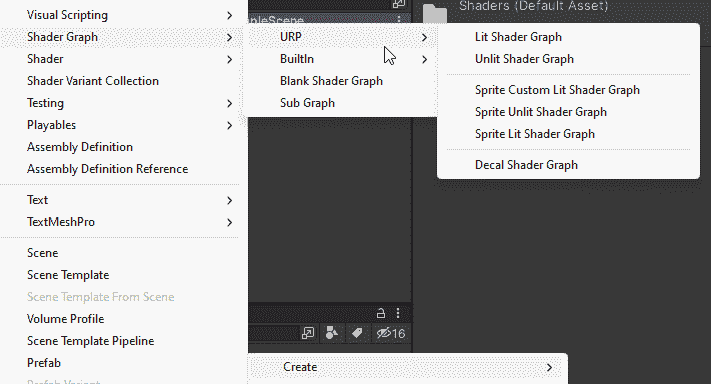 Visual Scripting
Shader Graph
Shader
Shader Variant Collection
Testing
Playables
Assembly Definition
Assembly Definition Reference
Text
TextMeshPro
Scene
Scene Template
Scene Template From Scene
Volume Profile
Scene Template Pipeline
Prefab
Prefab Variant
URP
BuiltIn
Blank Shader Graph
Sub Graph
Shaders (Default Asset)
Lit Shader Graph
Unlit Shader Graph
Sprite Custom Lit Shader Graph
Sprite Unlit Shader Graph
Sprite Lit Shader Graph
Decal Shader Graph
16
Create